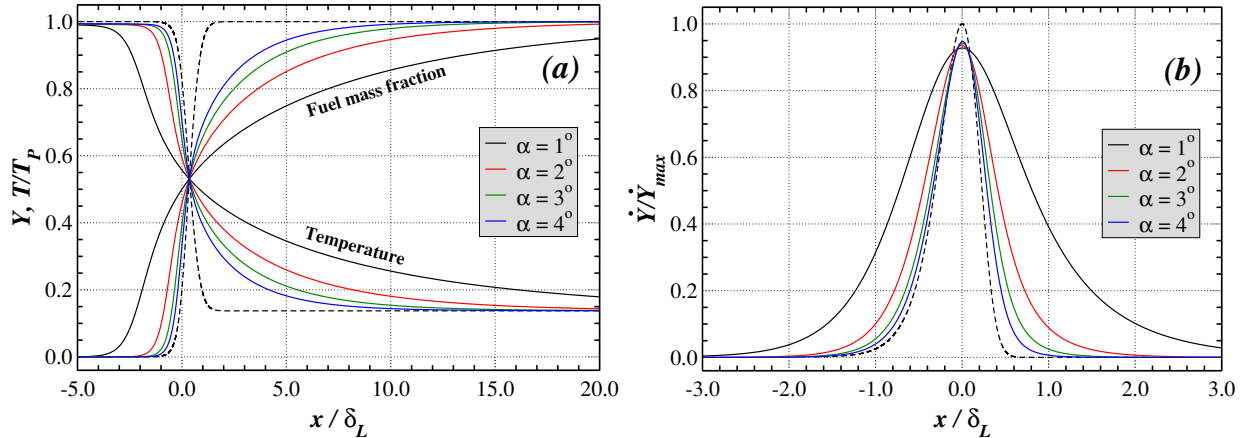 1.0
0.8
0.6
0.4
0.2
0.0
Y, T/T_P
(a)
Fuel mass fraction
α = 1°
α = 2°
α = 3°
α = 4°
Temperature
-5.0 0.0 5.0 10.0 15.0 20.0
x / δ_L
1.0
0.8
0.6
0.4
0.2
0.0
Ẏ/Ẏ_max
(b)
α = 1°
α = 2°
α = 3°
α = 4°
-3.0 -2.0 -1.0 0.0 1.0 2.0 3.0
x / δ_L